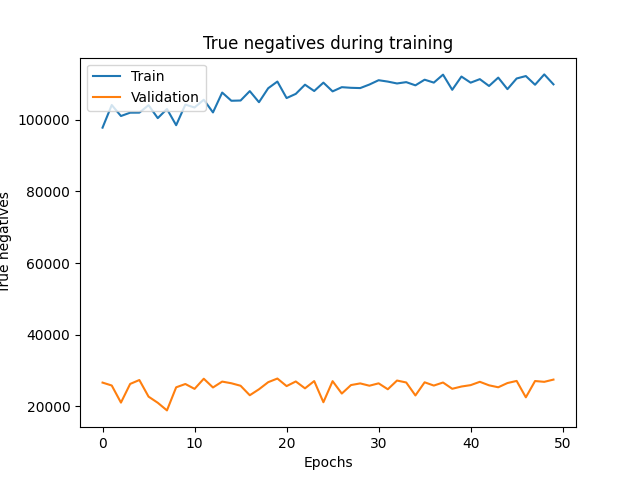 True negatives during training
Train
Validation
100000
80000
60000
40000
20000
True negatives
0 10 20 30 40 50
Epochs